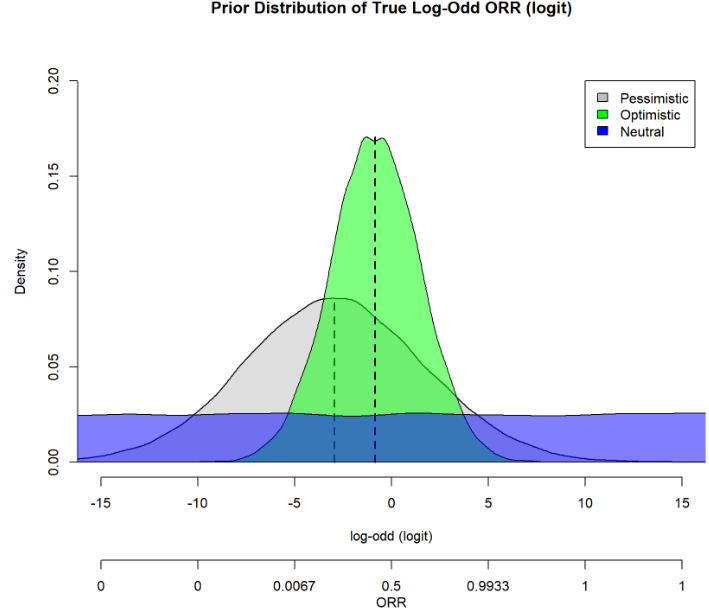 Prior Distribution of True Log-Odd ORR (logit)
0.20
0.15
0.10
0.05
0.00
Density
Pessimistic
Optimistic
Neutral
-15 -10 -5 0 5 10 15
log-odd (logit)
0 0 0.0067 0.5 0.9933 1 1
ORR